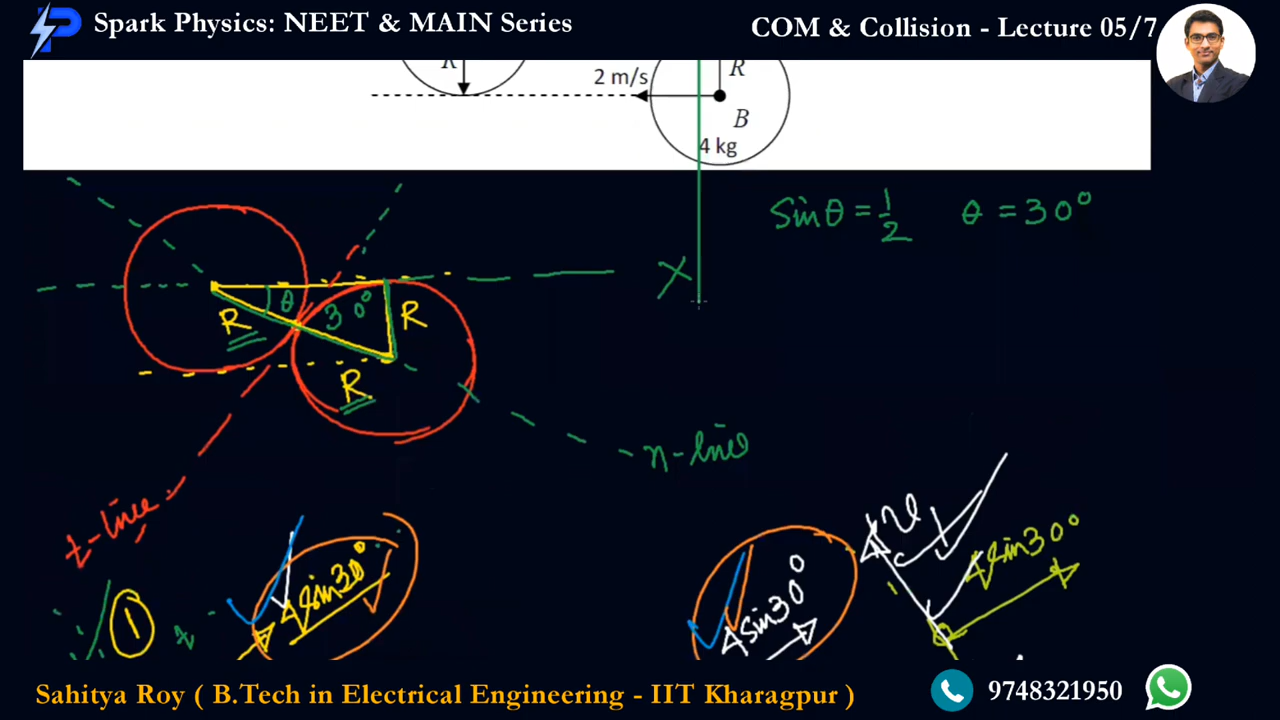 Spark Physics: NEET & MAIN Series
COM & Collision - Lecture 05/7
R
2 m/s
R
B
4 kg
sinθ = 1/2 θ = 30°
θ
30°
R
R
R
n-line
t-line
1
t
4sin30°
4sin30°
4sin30°
Sahitya Roy ( B.Tech in Electrical Engineering - IIT Kharagpur )
9748321950